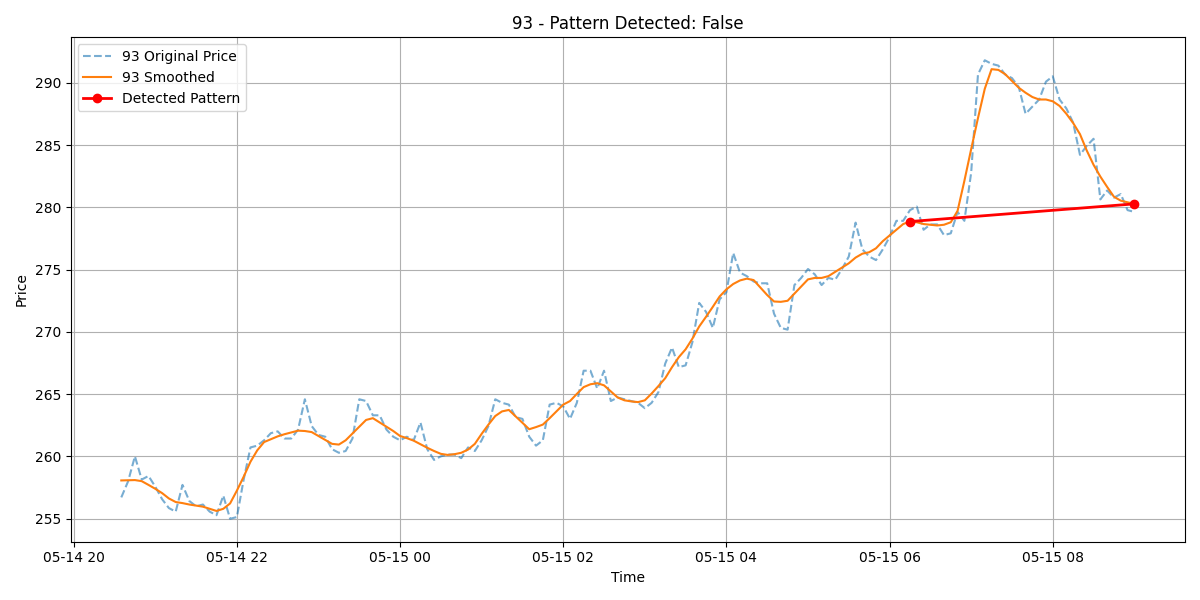 93 - Pattern Detected: False
93 Original Price
93 Smoothed
Detected Pattern
Price
290
285
280
275
270
265
260
255
05-14 20
05-14 22
05-15 00
05-15 02
05-15 04
05-15 06
05-15 08
Time